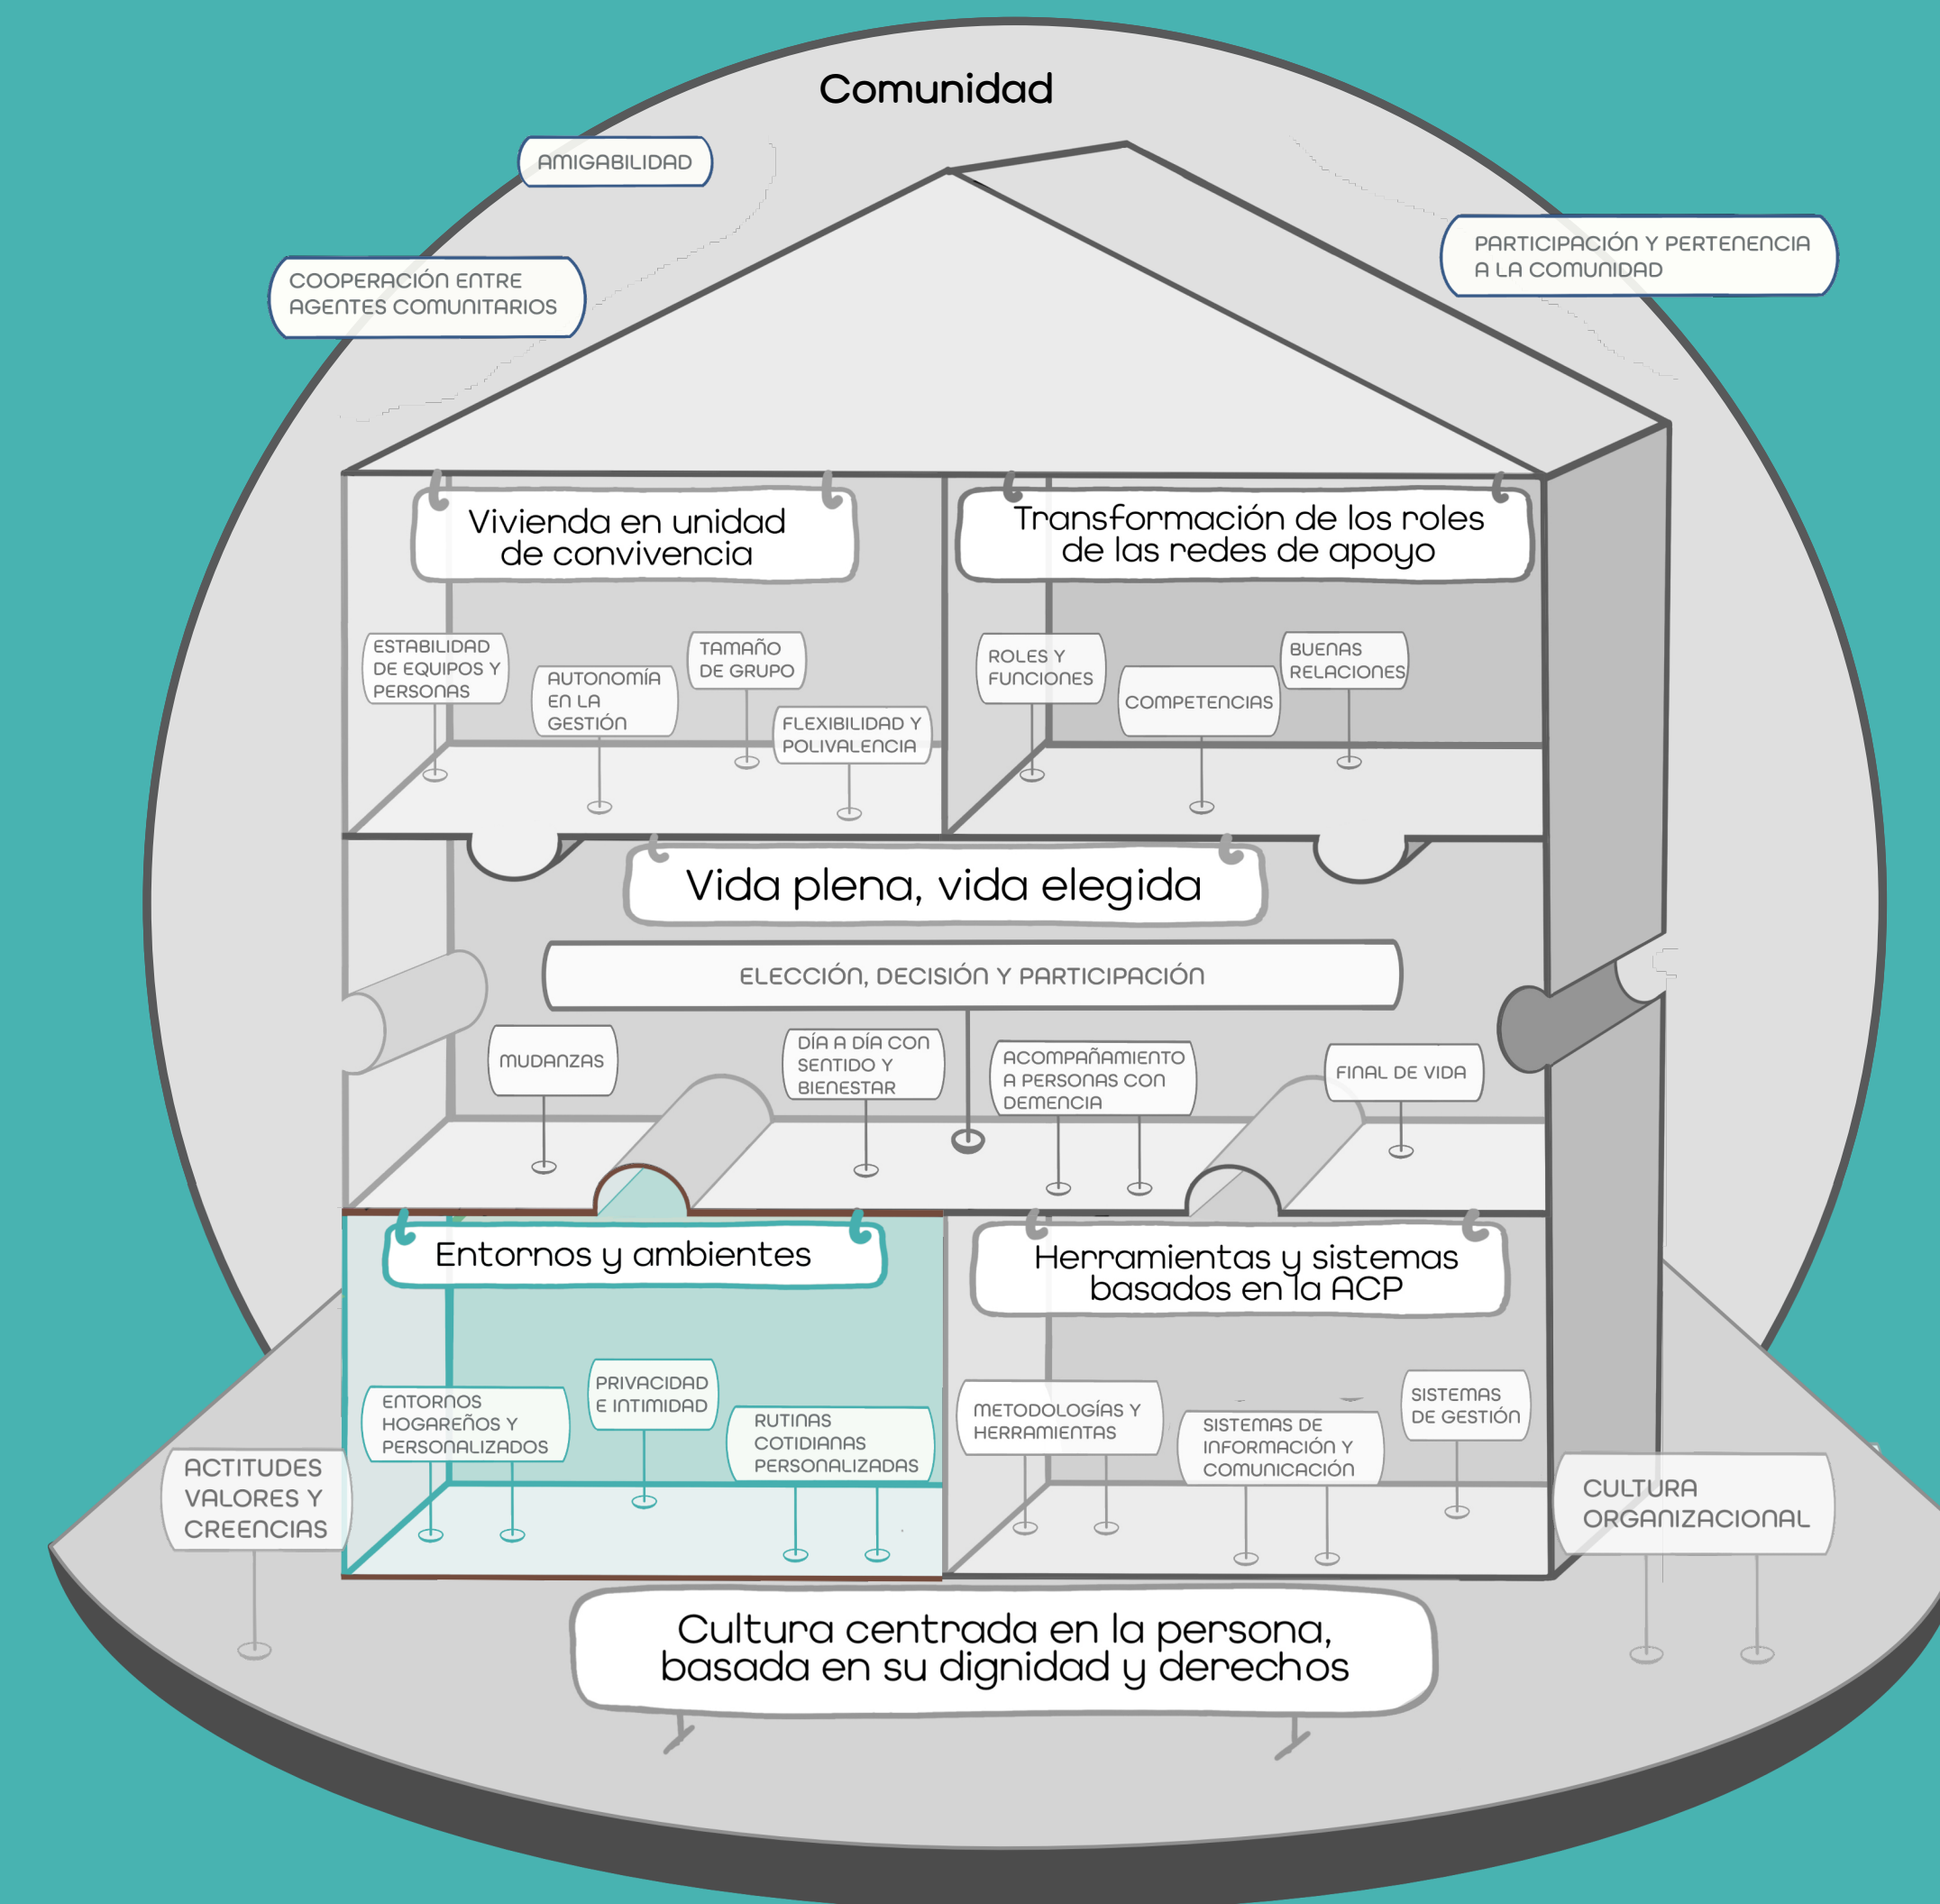 Comunidad
AMIGABILIDAD
COOPERACIÓN ENTRE
AGENTES COMUNITARIOS
PARTICIPACIÓN Y PERTENENCIA
A LA COMUNIDAD
Vivienda en unidad
de convivencia
ESTABILIDAD
DE EQUIPOS Y
PERSONAS
AUTONOMÍA
EN LA
GESTIÓN
TAMAÑO
DE GRUPO
FLEXIBILIDAD Y
POLIVALENCIA
Transformación de los roles
de las redes de apoyo
ROLES Y
FUNCIONES
COMPETENCIAS
BUENAS
RELACIONES
Vida plena, vida elegida
ELECCIÓN, DECISIÓN Y PARTICIPACIÓN
MUDANZAS
DÍA A DÍA CON
SENTIDO Y
BIENESTAR
ACOMPAÑAMIENTO
A PERSONAS CON
DEMENCIA
FINAL DE VIDA
Entornos y ambientes
ENTORNOS
HOGAREÑOS Y
PERSONALIZADOS
PRIVACIDAD
E INTIMIDAD
RUTINAS
COTIDIANAS
PERSONALIZADAS
Herramientas y sistemas
basados en la ACP
METODOLOGÍAS Y
HERRAMIENTAS
SISTEMAS DE
INFORMACIÓN Y
COMUNICACIÓN
SISTEMAS
DE GESTIÓN
ACTITUDES
VALORES Y
CREENCIAS
CULTURA
ORGANIZACIONAL
Cultura centrada en la persona,
basada en su dignidad y derechos